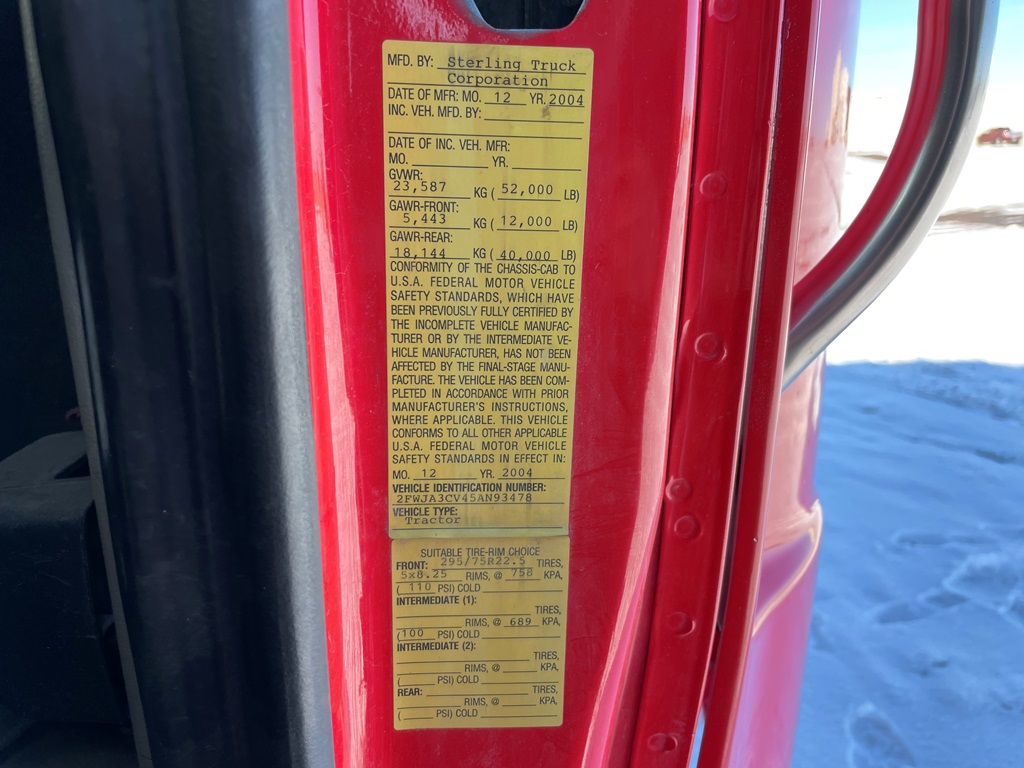 MFD. BY: Sterling Truck
Corporation
DATE OF MFR: MO. 12 YR. 2004
INC. VEH. MFD. BY:
DATE OF INC. VEH. MFR:
MO. YR.
GVWR:
23,587 KG ( 52,000 LB)
GAWR-FRONT:
5,443 KG ( 12,000 LB)
GAWR-REAR:
18,144 KG ( 40,000 LB)
CONFORMITY OF THE CHASSIS-CAB TO
U.S.A. FEDERAL MOTOR VEHICLE
SAFETY STANDARDS, WHICH HAVE
BEEN PREVIOUSLY FULLY CERTIFIED BY
THE INCOMPLETE VEHICLE MANUFAC-
TURER OR BY THE INTERMEDIATE VE-
HICLE MANUFACTURER, HAS NOT BEEN
AFFECTED BY THE FINAL-STAGE MANU-
FACTURE. THE VEHICLE HAS BEEN COM-
PLETED IN ACCORDANCE WITH PRIOR
MANUFACTURER'S INSTRUCTIONS,
WHERE APPLICABLE. THIS VEHICLE
CONFORMS TO ALL OTHER APPLICABLE
U.S.A. FEDERAL MOTOR VEHICLE
SAFETY STANDARDS IN EFFECT IN:
MO. 12 YR. 2004
VEHICLE IDENTIFICATION NUMBER:
2FWJA3CV45AN93478
VEHICLE TYPE:
Tractor
SUITABLE TIRE-RIM CHOICE
FRONT: 295/75R22.5 TIRES,
5x8.25 RIMS, @ 758 KPA,
( 110 PSI) COLD
INTERMEDIATE (1):
TIRES,
RIMS, @ 689 KPA,
(100 PSI) COLD
INTERMEDIATE (2):
TIRES,
RIMS, @ KPA,
( PSI) COLD
REAR: TIRES,
RIMS, @ KPA,
( PSI) COLD